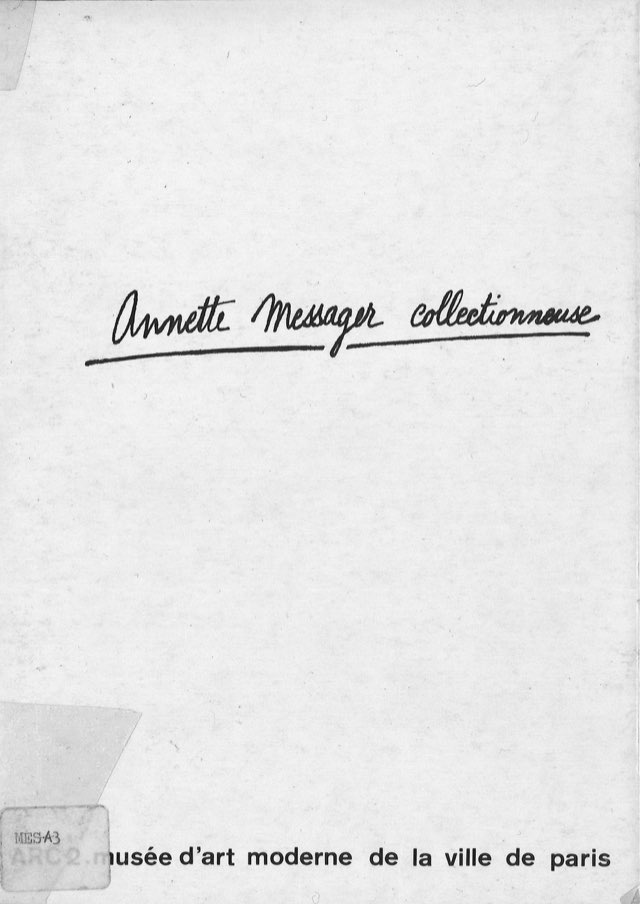 Annette Messager collectionneuse
MES A3
ARC 2. musée d'art moderne de la ville de paris